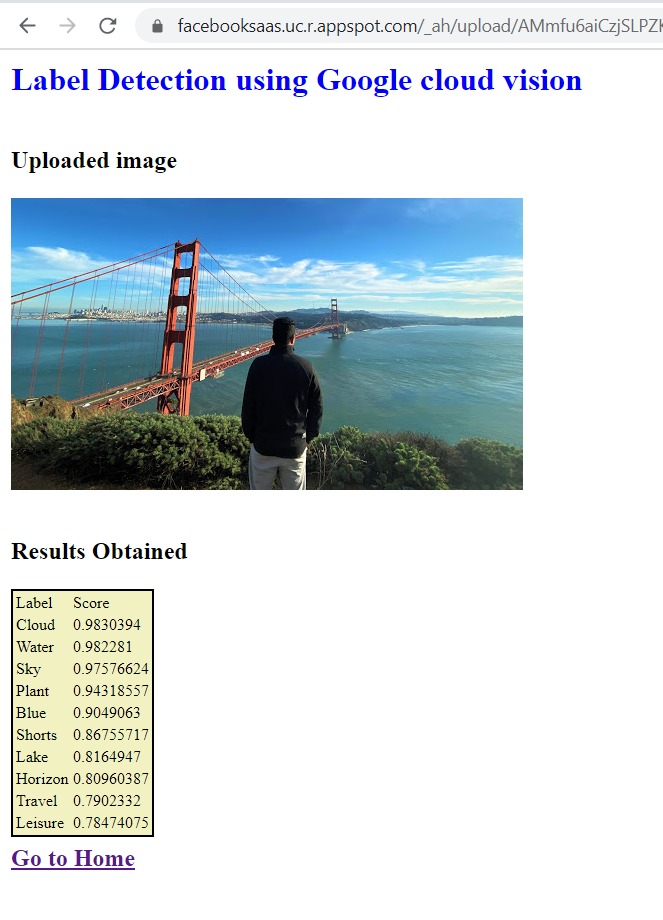 facebooksaas.uc.r.appspot.com/_ah/upload/AMmfu6aiCzjSLPZK
Label Detection using Google cloud vision
Uploaded image
Results Obtained
Label Score
Cloud 0.9830394
Water 0.982281
Sky 0.97576624
Plant 0.94318557
Blue 0.9049063
Shorts 0.86755717
Lake 0.8164947
Horizon 0.80960387
Travel 0.7902332
Leisure 0.78474075
Go to Home